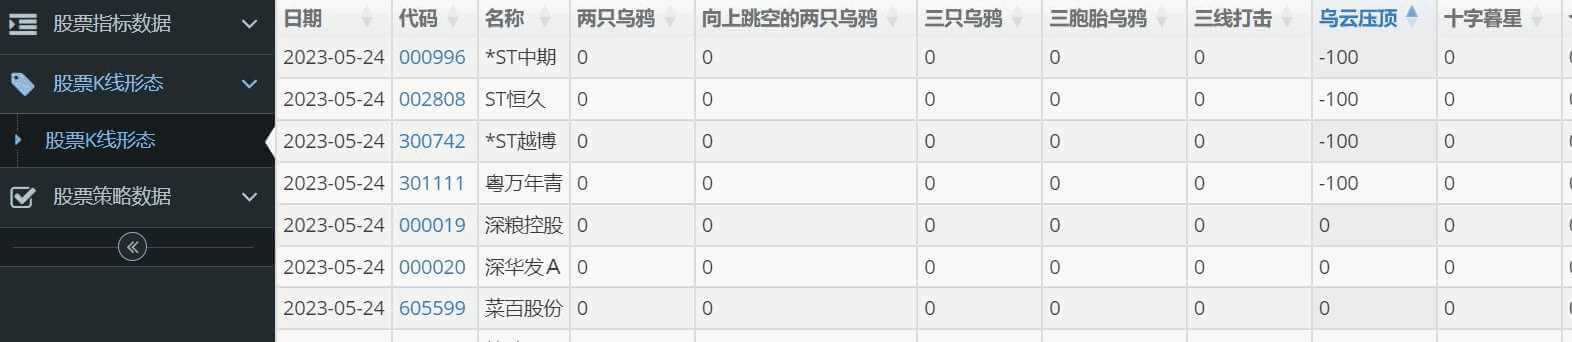 股票指标数据
股票K线形态
股票K线形态
股票策略数据
日期 代码 名称 两只乌鸦 向上跳空的两只乌鸦 三只乌鸦 三胞胎乌鸦 三线打击 乌云压顶 十字暮星
2023-05-24 000996 *ST中期 0 0 0 0 0 -100 0
2023-05-24 002808 ST恒久 0 0 0 0 0 -100 0
2023-05-24 300742 *ST越博 0 0 0 0 0 -100 0
2023-05-24 301111 粤万年青 0 0 0 0 0 -100 0
2023-05-24 000019 深粮控股 0 0 0 0 0 0 0
2023-05-24 000020 深华发A 0 0 0 0 0 0 0
2023-05-24 605599 菜百股份 0 0 0 0 0 0 0